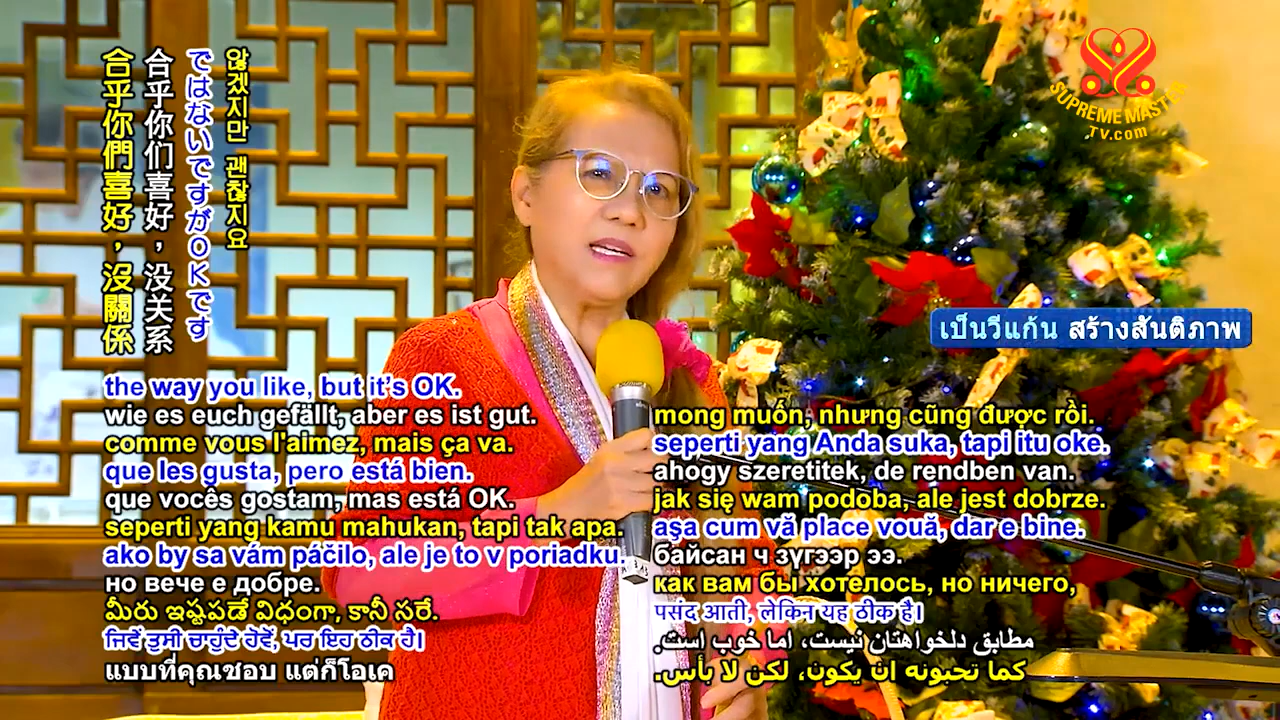 않겠지만 괜찮지요
ではないですがOKです
合乎你们喜好，没关系
合乎你們喜好，沒關係
SUPREME MASTER
TV.com
เป็นวีแก้น สร้างสันติภาพ
the way you like, but it's OK.
wie es euch gefällt, aber es ist gut.
comme vous l'aimez, mais ça va.
que les gusta, pero está bien.
que vocês gostam, mas está OK.
seperti yang kamu mahukan, tapi tak apa.
ako by sa vám páčilo, ale je to v poriadku.
но вече е добре.
మీరు ఇష్టపడే విధంగా, కానీ సరే.
ਜਿਵੇਂ ਤੁਸੀ ਚਾਹੁੰਦੇ ਹੋਵੋਂ, ਪਰ ਇਹ ਠੀਕ ਹੈ।
แบบที่คุณชอบ แต่ก็โอเค
mong muốn, nhưng cũng được rồi.
seperti yang Anda suka, tapi itu oke.
ahogy szeretitek, de rendben van.
jak się wam podoba, ale jest dobrze.
aşa cum vă place vouă, dar e bine.
байсан ч зүгээр ээ.
как вам бы хотелось, но ничего,
पसंद आती, लेकिन यह ठीक है।
مطابق دلخواهتان نیست، اما خوب است.
كما تحبونه ان يكون، لكن لا بأس.